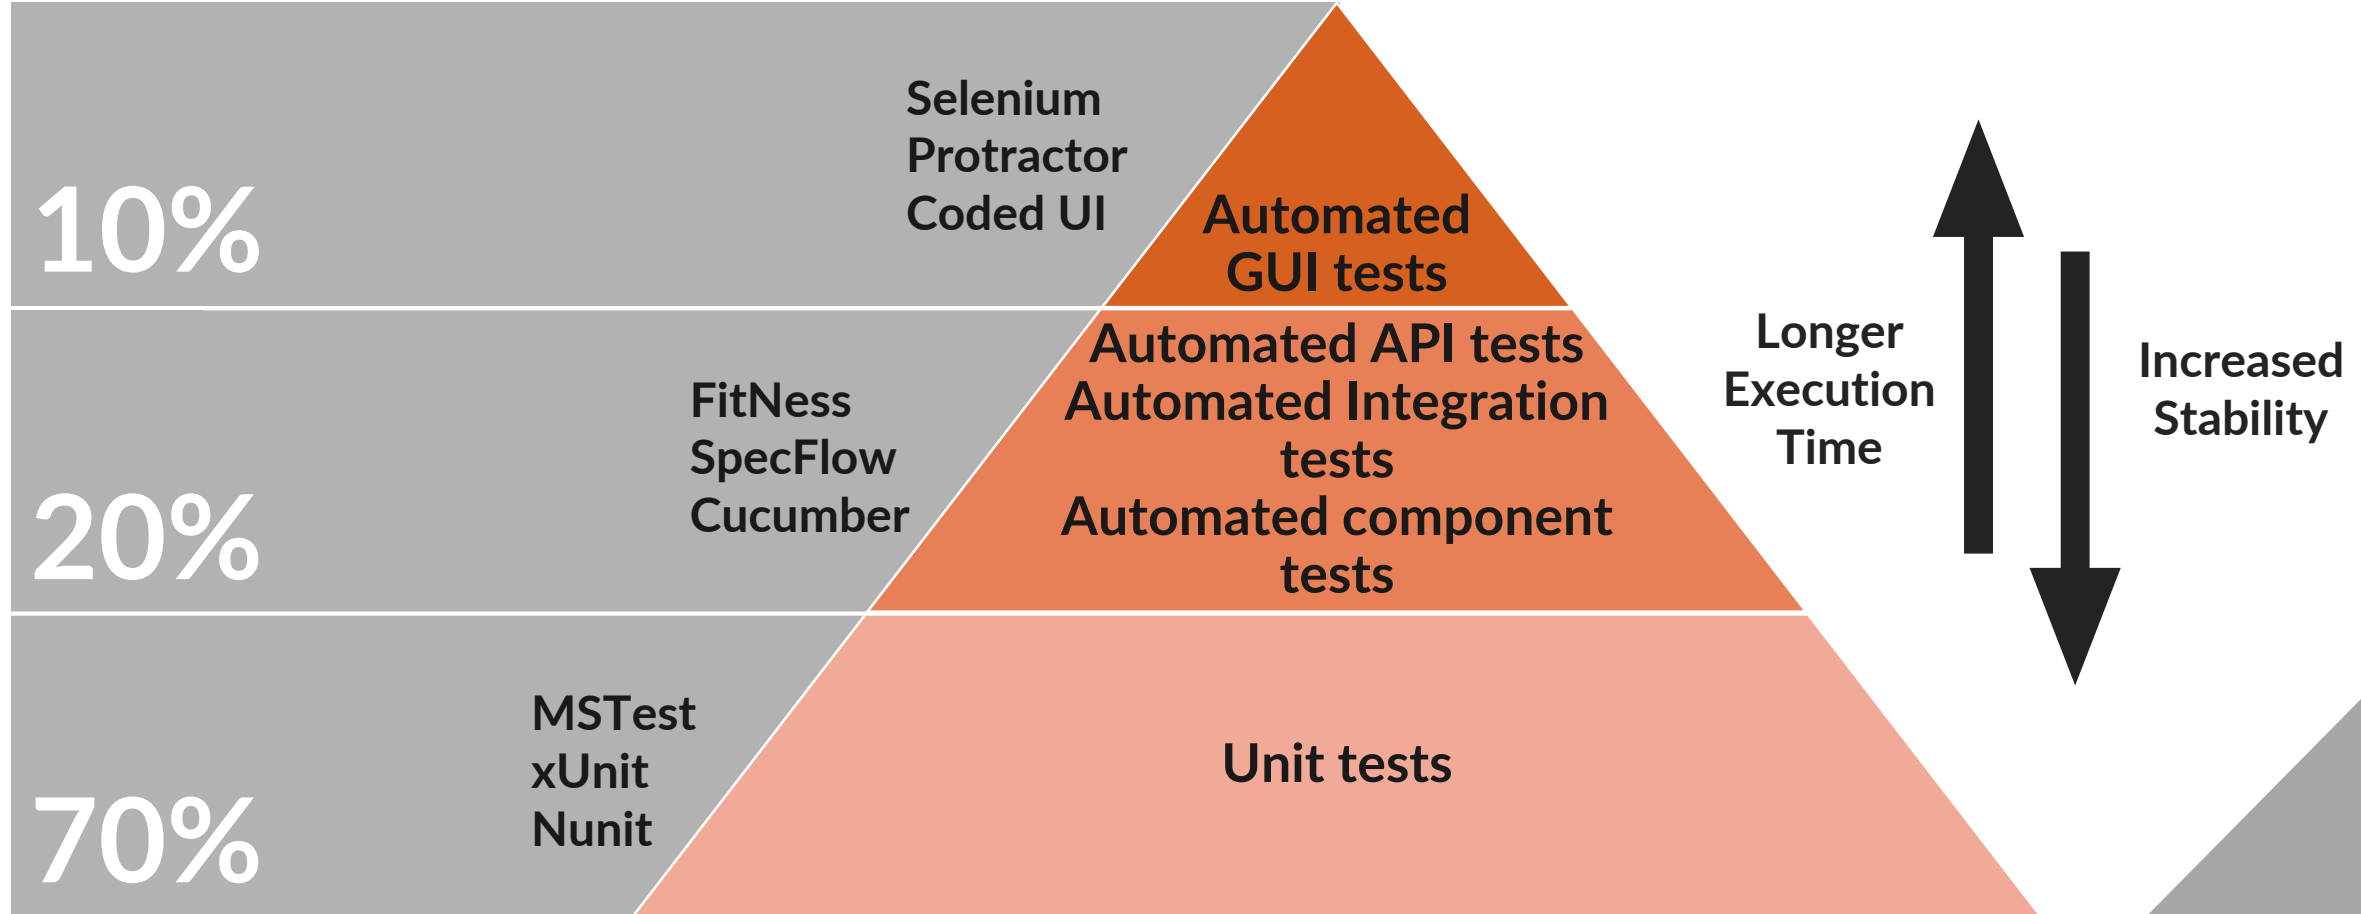 10%
Selenium
Protractor
Coded UI
Automated
GUI tests
20%
FitNess
SpecFlow
Cucumber
Automated API tests
Automated Integration
tests
Automated component
tests
70%
MSTest
xUnit
Nunit
Unit tests
Longer
Execution
Time
Increased
Stability